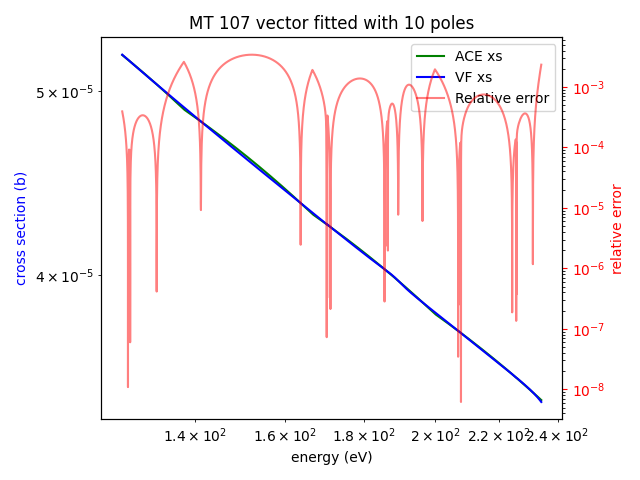 MT 107 vector fitted with 10 poles
ACE xs
VF xs
Relative error
5 × 10⁻⁵
4 × 10⁻⁵
cross section (b)
10⁻³
10⁻⁴
10⁻⁵
10⁻⁶
10⁻⁷
10⁻⁸
relative error
1.4 × 10² 1.6 × 10² 1.8 × 10² 2 × 10² 2.2 × 10² 2.4 × 10²
energy (eV)